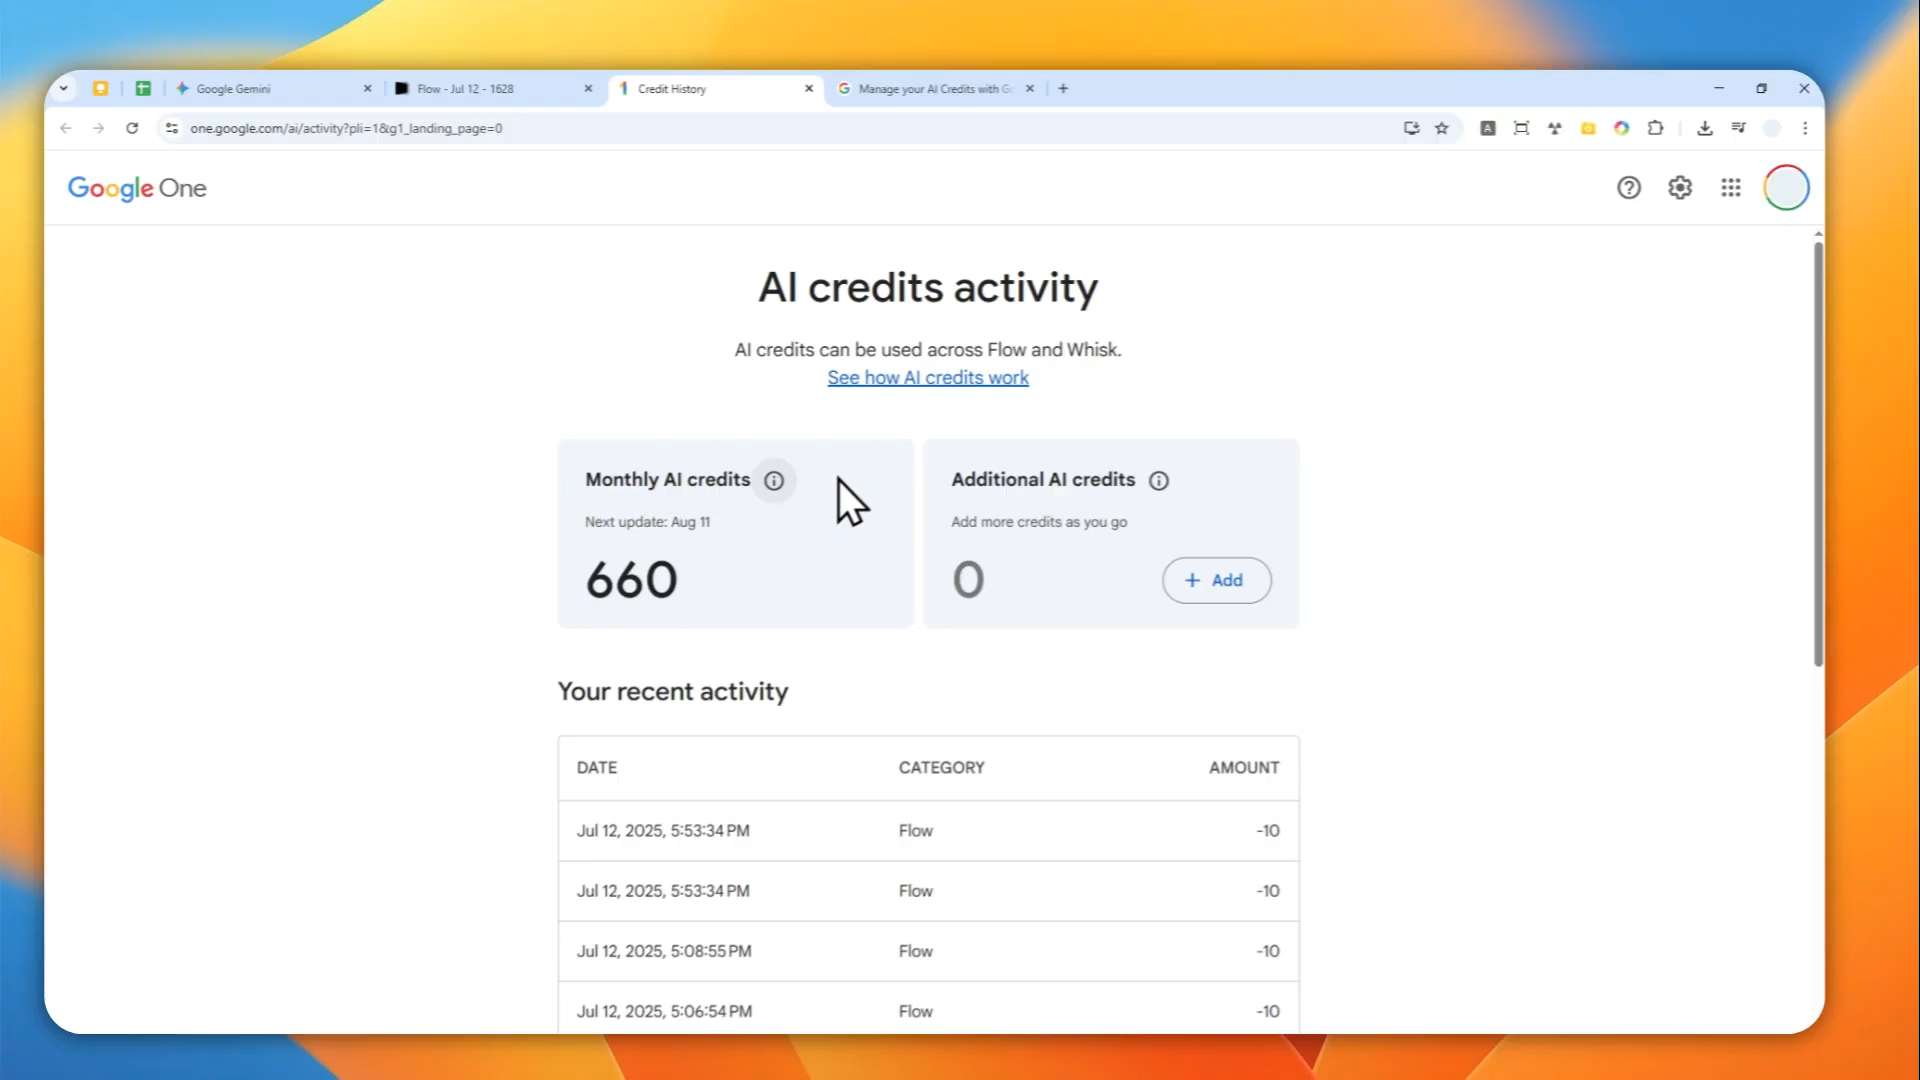 Google Gemini
Flow - Jul 12 - 1628
Credit History
Manage your AI Credits with G
one.google.com/ai/activity?pli=1&g1_landing_page=0
Google One
AI credits activity
AI credits can be used across Flow and Whisk.
See how AI credits work
Monthly AI credits
Next update: Aug 11
660
Additional AI credits
Add more credits as you go
0
+ Add
Your recent activity
DATE CATEGORY AMOUNT
Jul 12, 2025, 5:53:34 PM Flow -10
Jul 12, 2025, 5:53:34 PM Flow -10
Jul 12, 2025, 5:08:55 PM Flow -10
Jul 12, 2025, 5:06:54 PM Flow -10